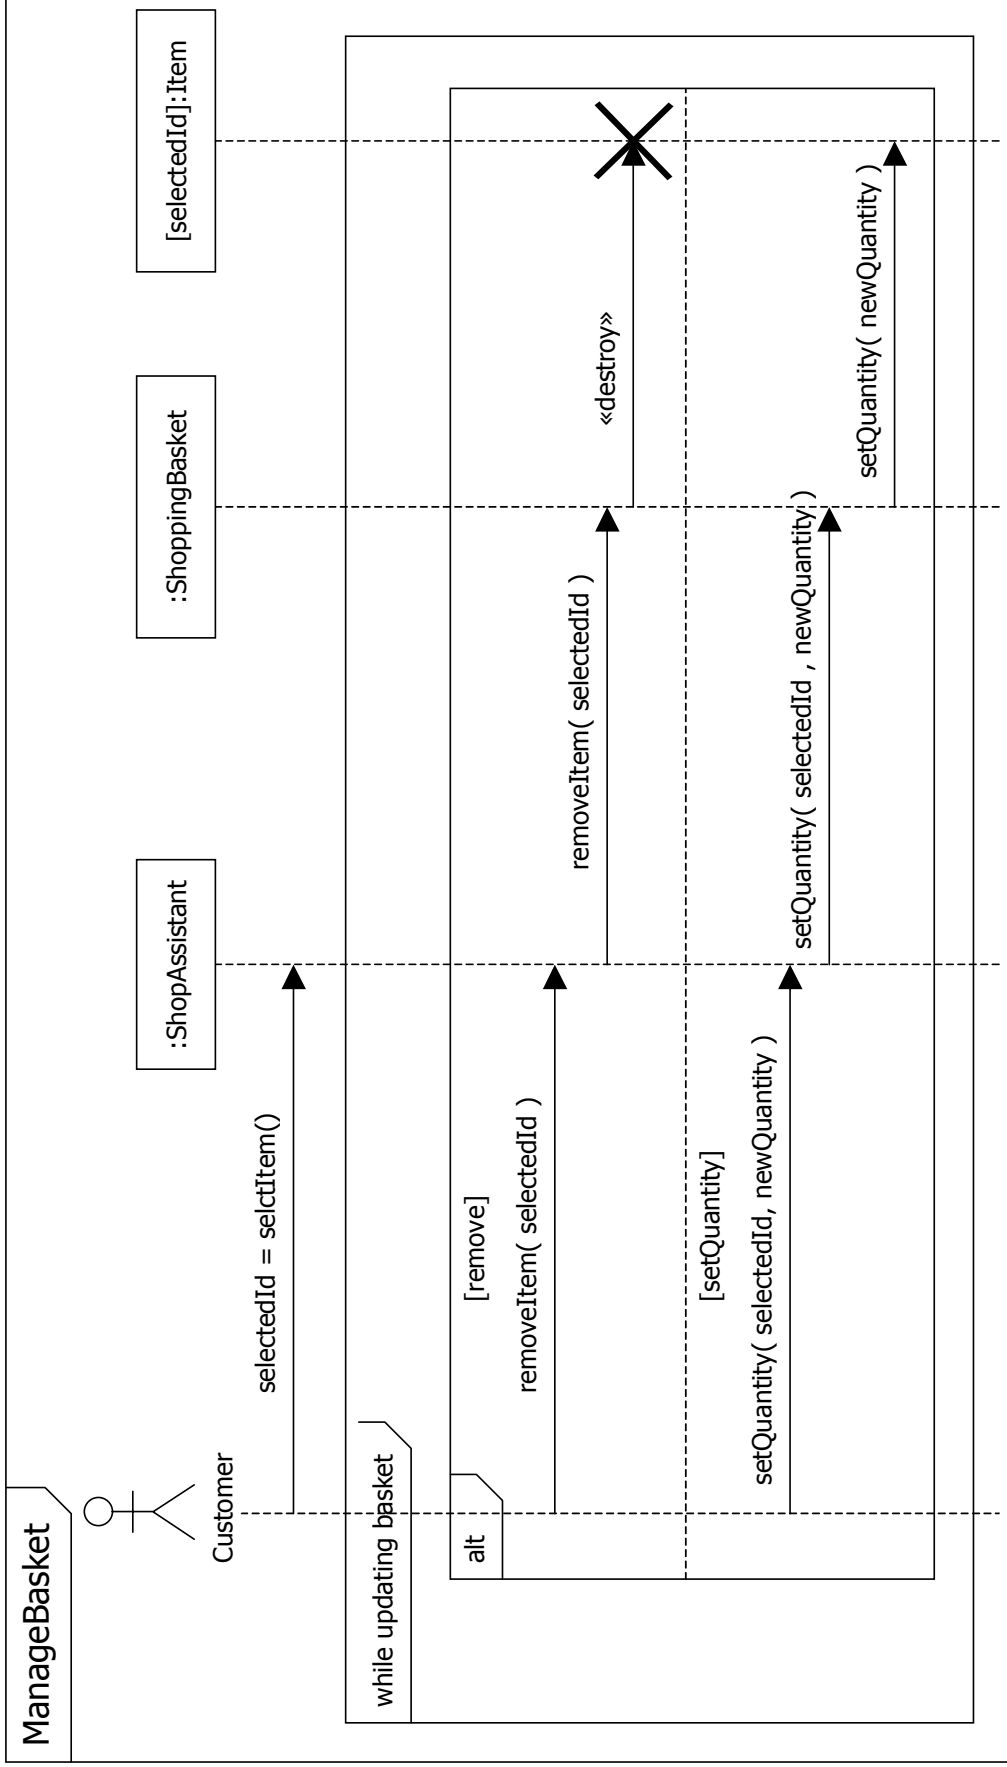 ManageBasket
Customer
:ShopAssistant
:ShoppingBasket
[selectedId]:Item
selectedId = selctItem()
while updating basket
alt
[remove]
removeItem( selectedId )
removeItem( selectedId )
«destroy»
[setQuantity]
setQuantity( selectedId, newQuantity )
setQuantity( selectedId , newQuantity )
setQuantity( newQuantity )